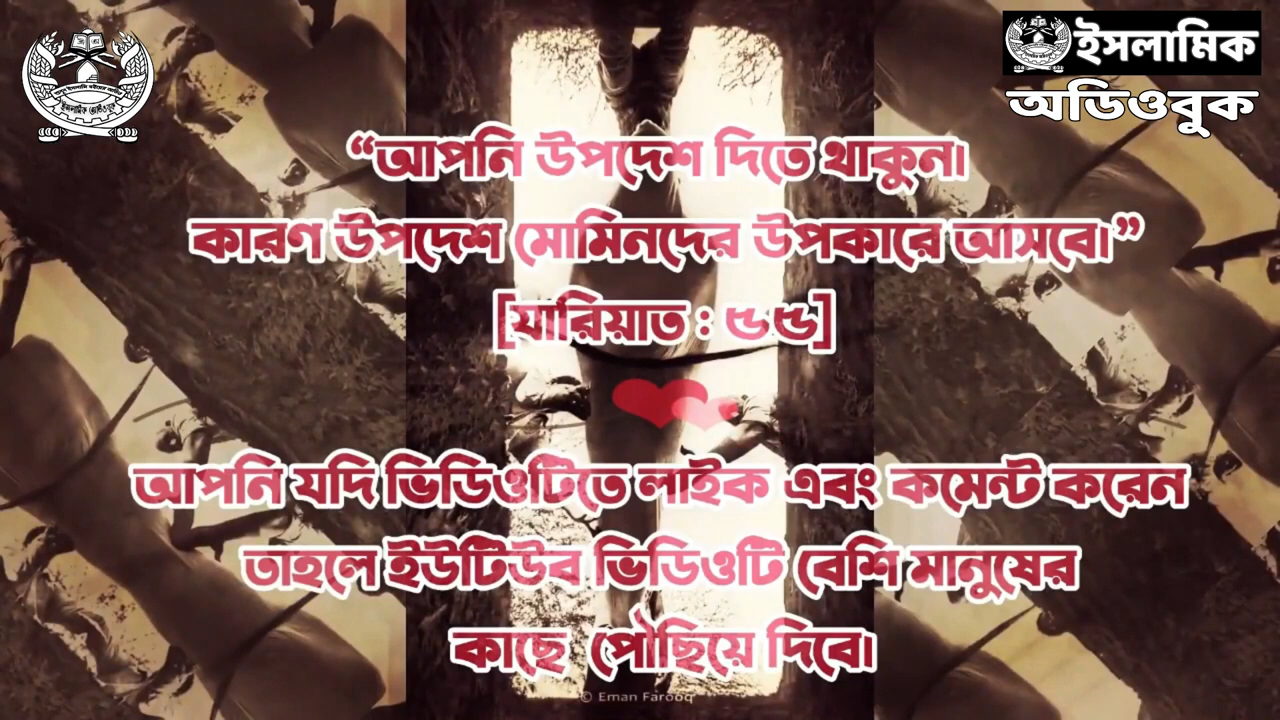 ইসলামিক
অডিওবুক
“আপনি উপদেশ দিতে থাকুন।
কারণ উপদেশ মোমিনদের উপকারে আসবে।”
[যারিয়াত : ৫৫]
আপনি যদি ভিডিওটিতে লাইক এবং কমেন্ট করেন
তাহলে ইউটিউব ভিডিওটি বেশি মানুষের
কাছে পৌছিয়ে দিবে।
© Eman Farooq